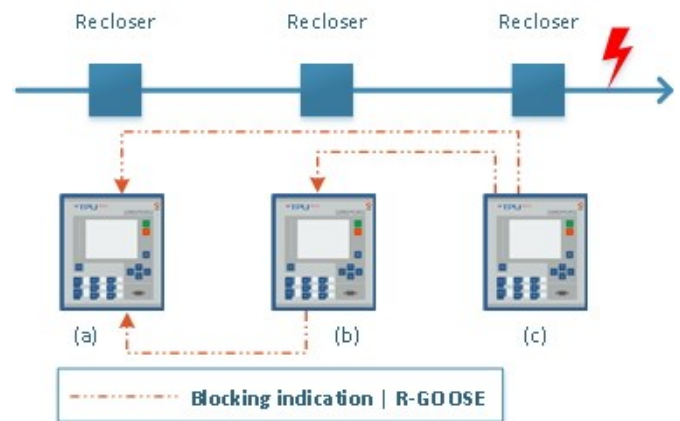 Recloser Recloser Recloser
(a) (b) (c)
Blocking indication | R-GOOSE